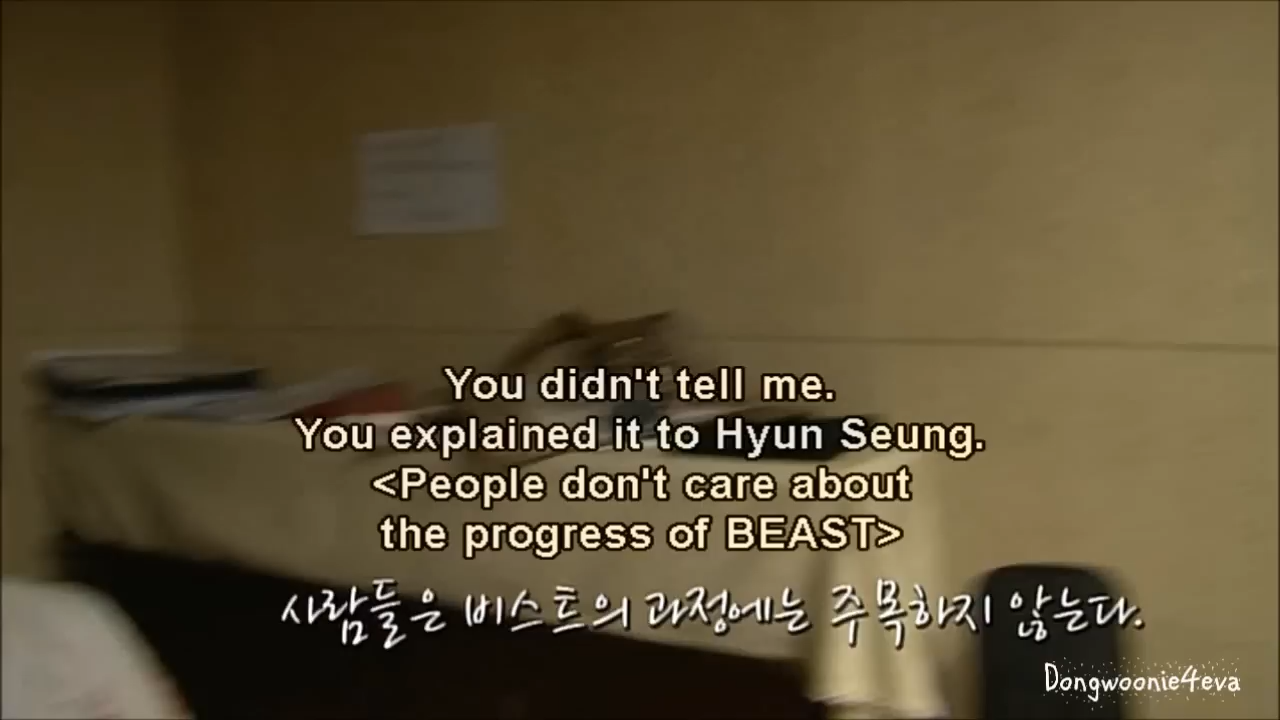 You didn't tell me.
You explained it to Hyun Seung.
<People don't care about
the progress of BEAST>
사람들은 비스트의 과정에는 주목하지 않는다.
Dongwoonie4eva